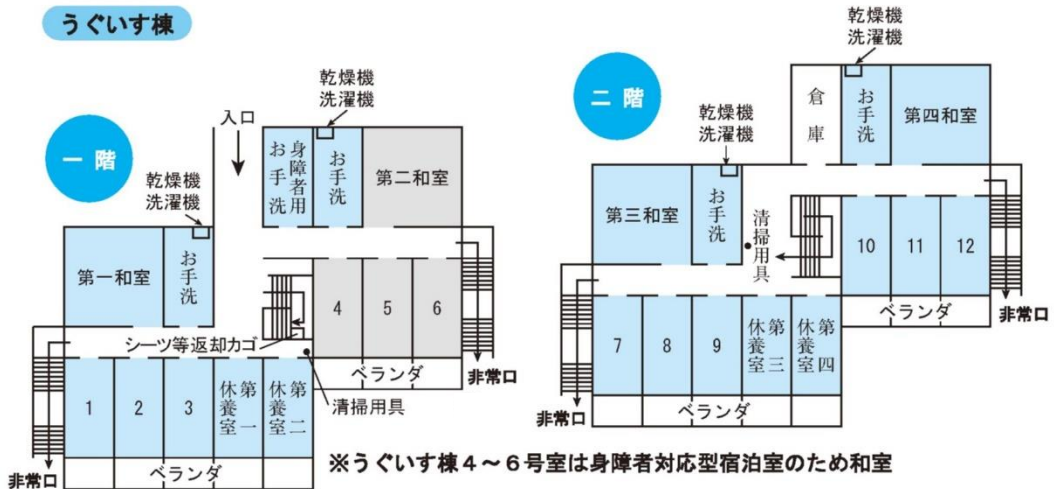 うぐいす棟
一階
入口
乾燥機
洗濯機
身障者用
お手洗
お手洗
第二和室
乾燥機
洗濯機
第一和室
お手洗
4
5
6
シーツ等返却カゴ
ベランダ
非常口
清掃用具
1
2
3
第一
休養室
第二
休養室
ベランダ
非常口
二階
乾燥機
洗濯機
倉庫
お手洗
第四和室
乾燥機
洗濯機
第三和室
お手洗
清掃用具
10
11
12
ベランダ
非常口
7
8
9
第三
休養室
第四
休養室
ベランダ
非常口
※うぐいす棟4～6号室は身障者対応型宿泊室のため和室